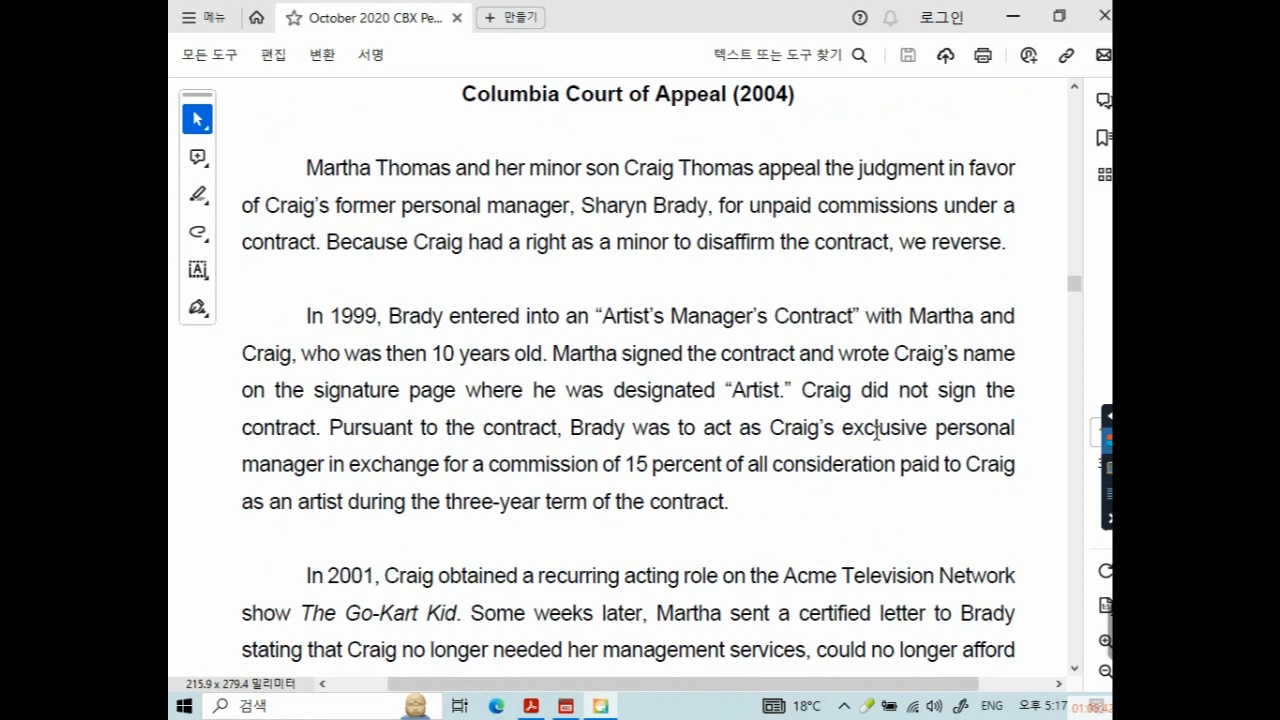 메뉴
October 2020 CBX Pe...
만들기
로그인
모든 도구 편집 변환 서명
텍스트 또는 도구 찾기
Columbia Court of Appeal (2004)
Martha Thomas and her minor son Craig Thomas appeal the judgment in favor
of Craig's former personal manager, Sharyn Brady, for unpaid commissions under a
contract. Because Craig had a right as a minor to disaffirm the contract, we reverse.
In 1999, Brady entered into an “Artist's Manager's Contract” with Martha and
Craig, who was then 10 years old. Martha signed the contract and wrote Craig's name
on the signature page where he was designated “Artist.” Craig did not sign the
contract. Pursuant to the contract, Brady was to act as Craig's exclusive personal
manager in exchange for a commission of 15 percent of all consideration paid to Craig
as an artist during the three-year term of the contract.
In 2001, Craig obtained a recurring acting role on the Acme Television Network
show The Go-Kart Kid. Some weeks later, Martha sent a certified letter to Brady
stating that Craig no longer needed her management services, could no longer afford
215.9 x 279.4 밀리미터
검색
18°C
ENG
오후 5:17